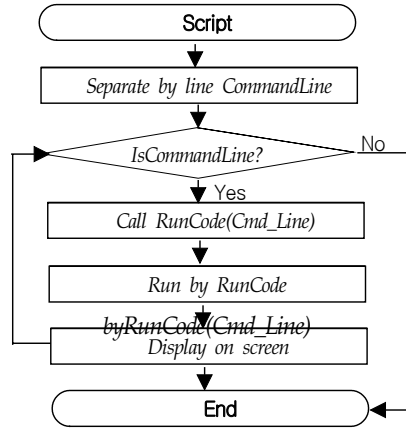 Script
Separate by line CommandLine
IsCommandLine?
No
Yes
Call RunCode(Cmd_Line)
Run by RunCode
byRunCode(Cmd_Line)
Display on screen
End